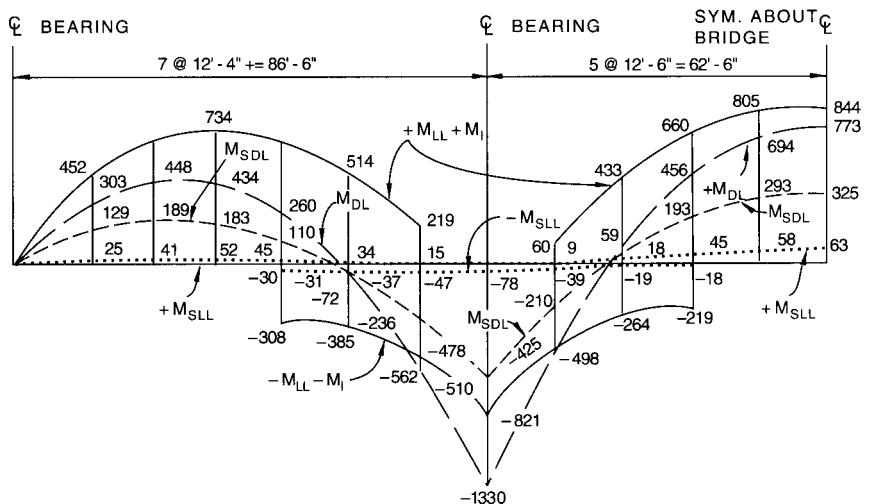 ℄ BEARING ℄ BEARING SYM. ABOUT ℄
BRIDGE
7 @ 12' - 4" += 86' - 6" 5 @ 12' - 6" = 62' - 6"
734 805 844
773
660
694
452 514 +M_LL + M_I 433 456 +M_DL
303 448 M_SDL 434
129 189 183 260 M_DL 219 -M_SLL 193 293 M_SDL 325
110
25 41 52 45 34 15 60 9 59 18 45 58 63
-30 -31 -37 -47 -78 -39 -19 -18
+M_SLL -72 -210 +M_SLL
-236 M_SDL -264 -219
-308 -385 -478 -425 -498
-M_LL - M_I -562 -510
-821
-1330